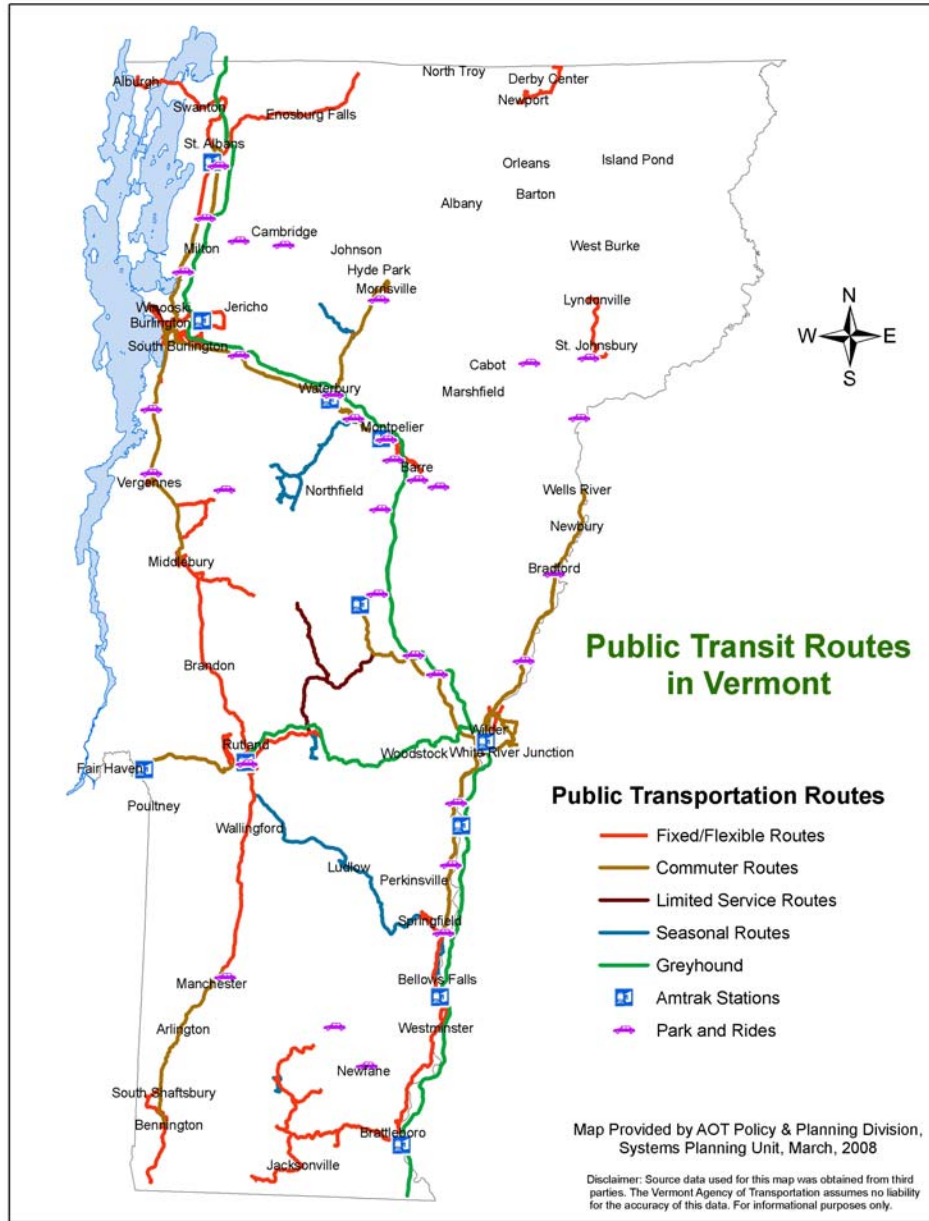 North Troy
Derby Center
Alburgh
Newport
Swanton
Enosburg Falls
St. Albans
Orleans
Island Pond
Barton
Albany
Cambridge
Milton
Johnson
West Burke
Hyde Park
Morrisville
Lyndonville
Winooski
Jericho
Burlington
South Burlington
St. Johnsbury
Cabot
Waterbury
Marshfield
Montpelier
Barre
Vergennes
Northfield
Wells River
Newbury
Middlebury
Bradford
N
W
E
S
Public Transit Routes
in Vermont
Brandon
Wilder
Rutland
Woodstock
White River Junction
Fair Haven
Poultney
Wallingford
Ludlow
Perkinsville
Springfield
Manchester
Bellows Falls
Arlington
Westminster
Newfane
South Shaftsbury
Bennington
Brattleboro
Jacksonville
Public Transportation Routes
Fixed/Flexible Routes
Commuter Routes
Limited Service Routes
Seasonal Routes
Greyhound
Amtrak Stations
Park and Rides
Map Provided by AOT Policy & Planning Division,
Systems Planning Unit, March, 2008
Disclaimer: Source data used for this map was obtained from third
parties. The Vermont Agency of Transportation assumes no liability
for the accuracy of this data. For informational purposes only.